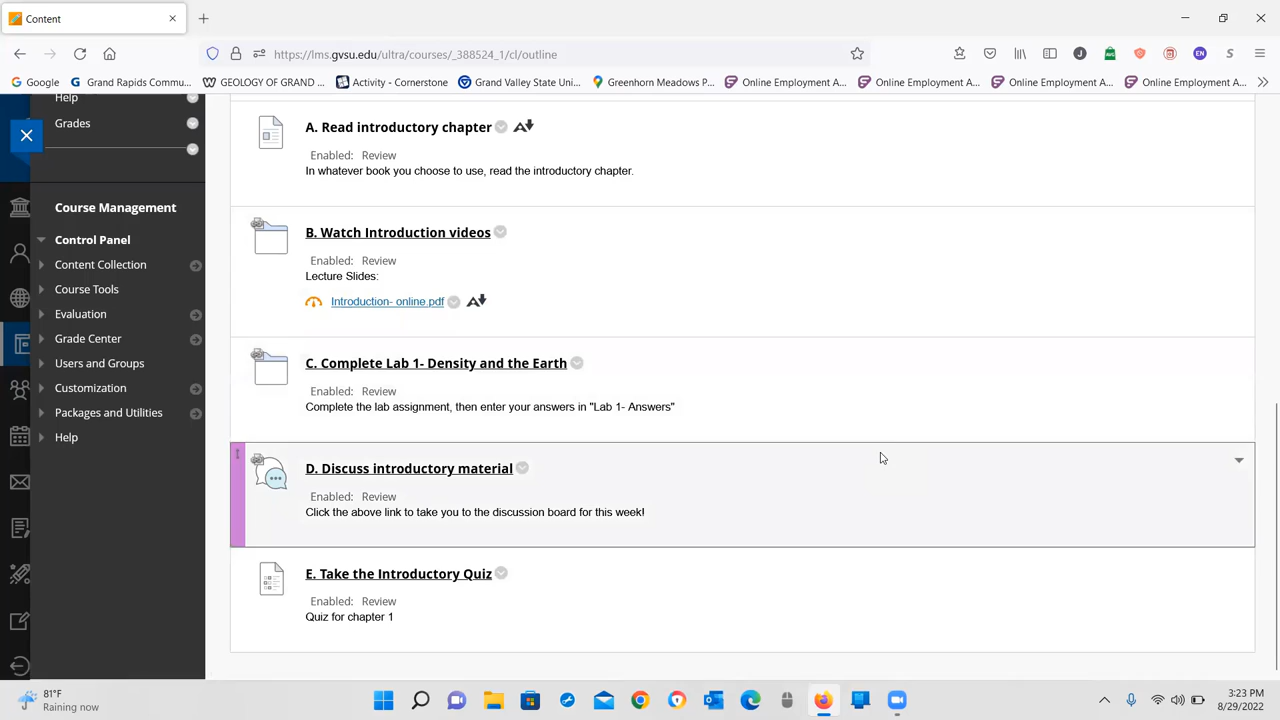 Content
https://lms.gvsu.edu/ultra/courses/_388524_1/cl/outline
J
EN
S
Google
Grand Rapids Commu...
GEOLOGY OF GRAND ...
Activity - Cornerstone
Grand Valley State Uni...
Greenhorn Meadows P...
Online Employment A...
Online Employment A...
Online Employment A...
Online Employment A...
Help
Grades
Course Management
Control Panel
Content Collection
Course Tools
Evaluation
Grade Center
Users and Groups
Customization
Packages and Utilities
Help
A. Read introductory chapter
Enabled: Review
In whatever book you choose to use, read the introductory chapter.
B. Watch Introduction videos
Enabled: Review
Lecture Slides:
Introduction- online.pdf
C. Complete Lab 1- Density and the Earth
Enabled: Review
Complete the lab assignment, then enter your answers in "Lab 1- Answers"
D. Discuss introductory material
Enabled: Review
Click the above link to take you to the discussion board for this week!
E. Take the Introductory Quiz
Enabled: Review
Quiz for chapter 1
81°F
Raining now
3:23 PM
8/29/2022